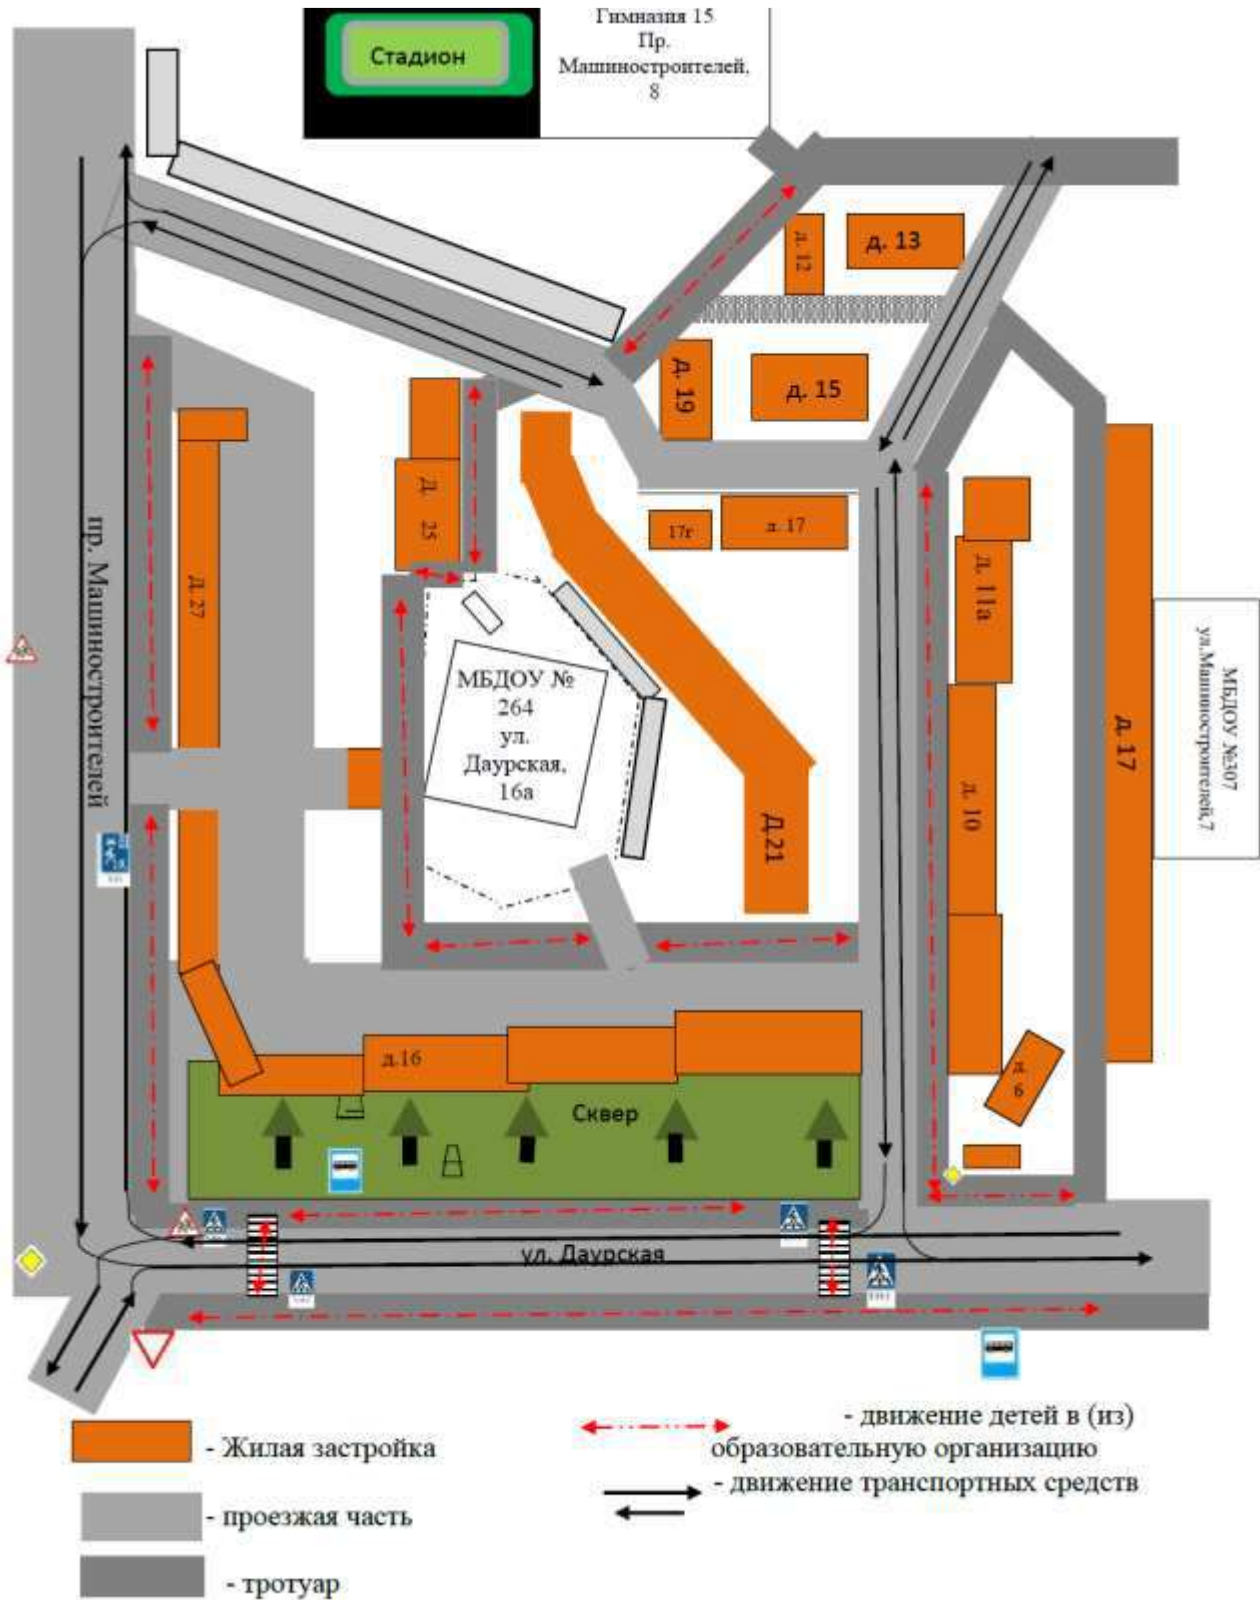 Стадион
Гимназия 15
Пр.
Машиностроителей,
8
д. 12
д. 13
д. 19
д. 15
Д. 25
17г
д. 17
д. 11а
пр. Машиностроителей
Д. 27
МБДОУ №
264
ул.
Даурская,
16а
МБДОУ №307
ул.Машиностроителей,7
д. 17
д. 10
Д.21
д.16
д. 6
Сквер
ул. Даурская
- Жилая застройка
- проезжая часть
- тротуар
- движение детей в (из)
образовательную организацию
- движение транспортных средств